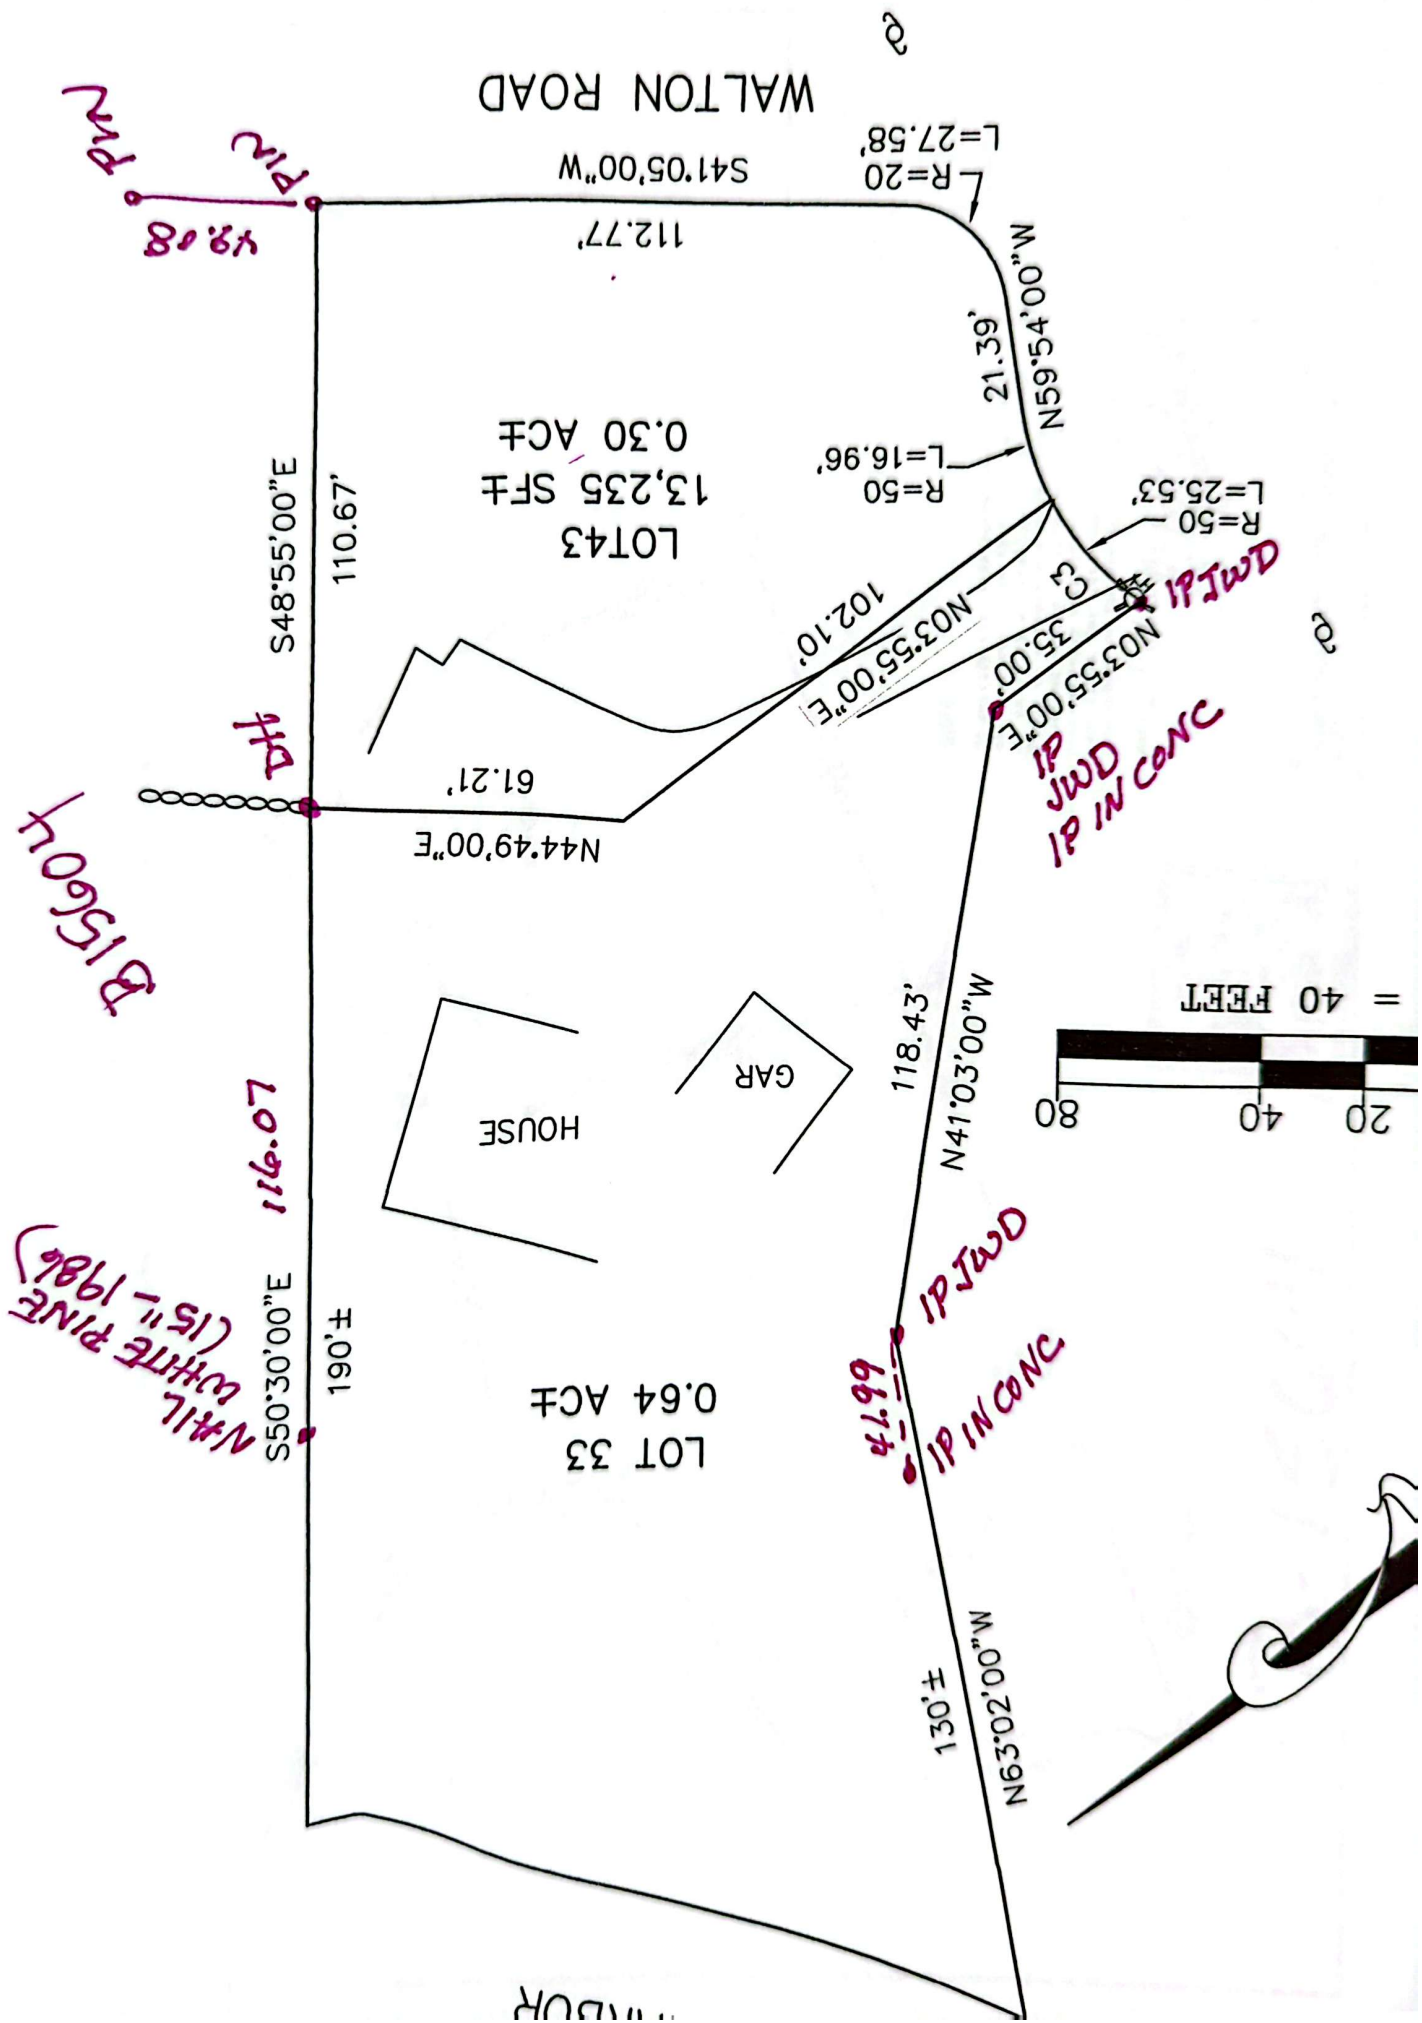 WALTON ROAD
S41°05'00"W
112.77'
R=20
L=27.58'
PIN
PIN
N59°54'00"W
21.39'
R=50
L=16.96'
R=50
L=25.53'
C3
IP JWD
LOT43
13,235 SF±
0.30 AC±
S48°55'00"E
110.67'
102.10'
N03°55'00"E
35.00'
N03°55'00"E
IP
JWD
IP IN CONC
DH
61.21'
N44°49'00"E
B15604
HOUSE
GAR
118.43'
N41°03'00"W
= 40 FEET
20
40
80
116.07
NAIL
WHITE PINE
(15" - 1986)
S50°30'00"E
190'±
LOT 33
0.64 AC±
IP JWD
IP IN CONC
130'±
N63°02'00"W